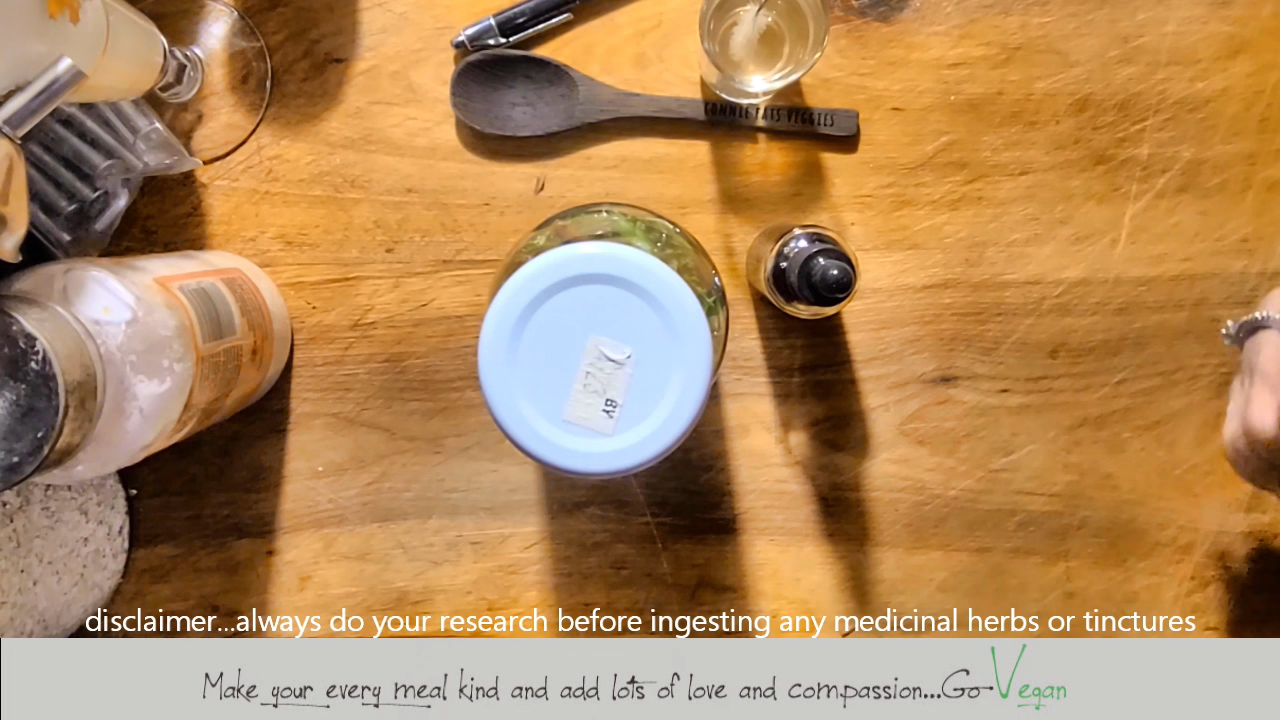 CONNIE EATS VEGGIES
BY
disclaimer...always do your research before ingesting any medicinal herbs or tinctures
Make your every meal kind and add lots of love and compassion...Go Vegan